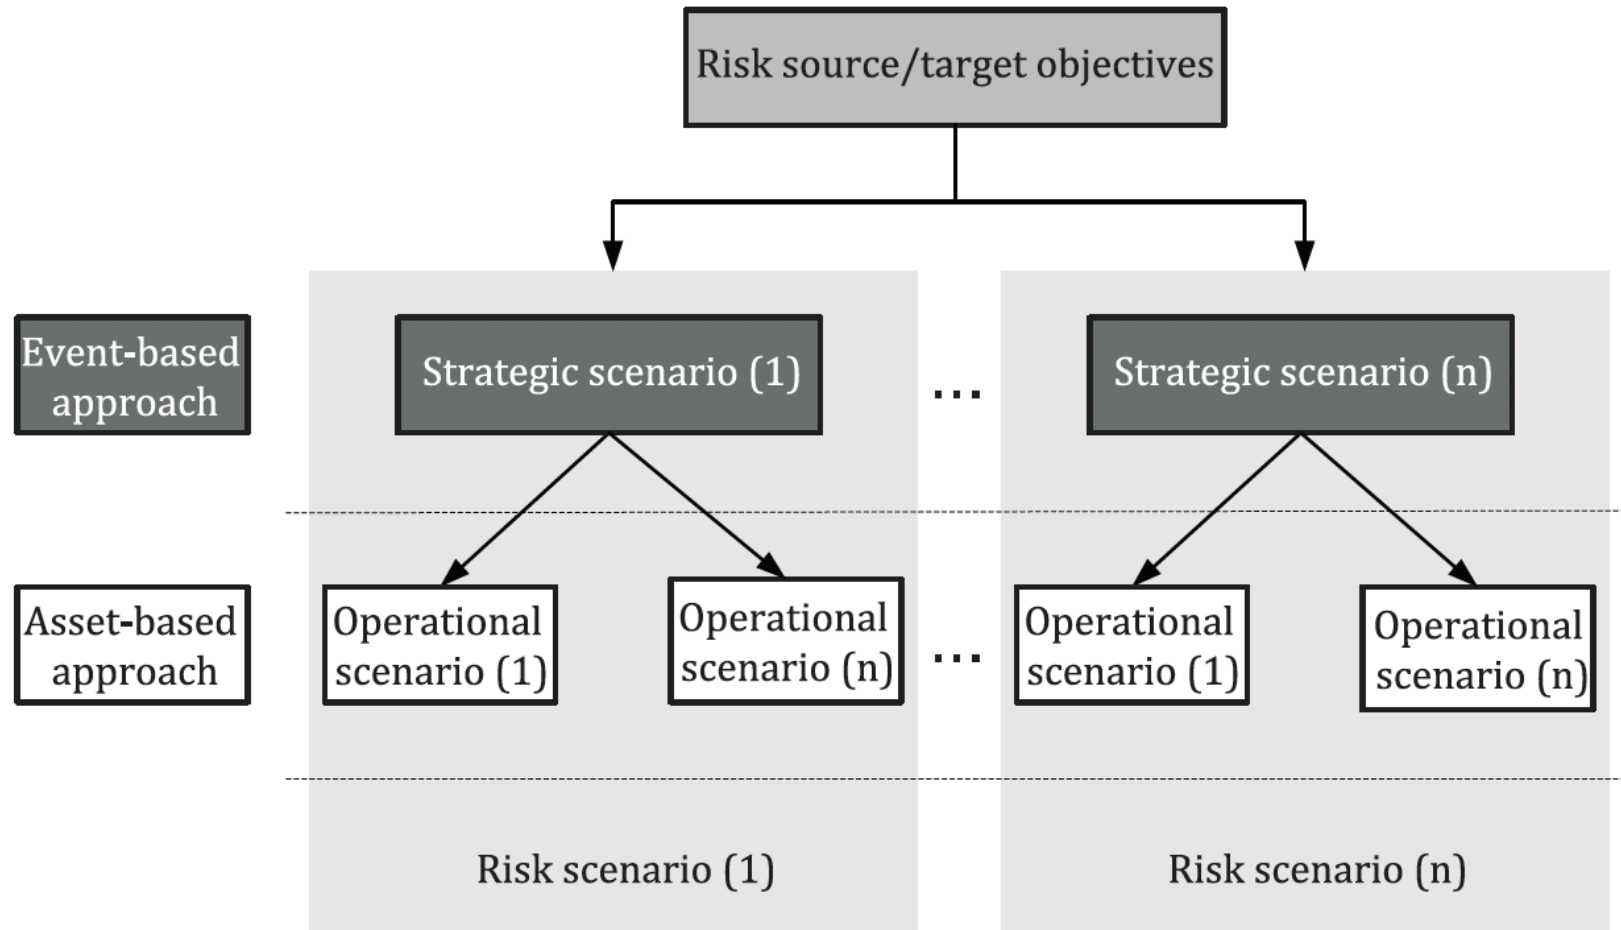 Risk source/target objectives
Event-based
approach
Strategic scenario (1)
...
Strategic scenario (n)
Asset-based
approach
Operational
scenario (1)
Operational
scenario (n)
...
Operational
scenario (1)
Operational
scenario (n)
Risk scenario (1)
Risk scenario (n)